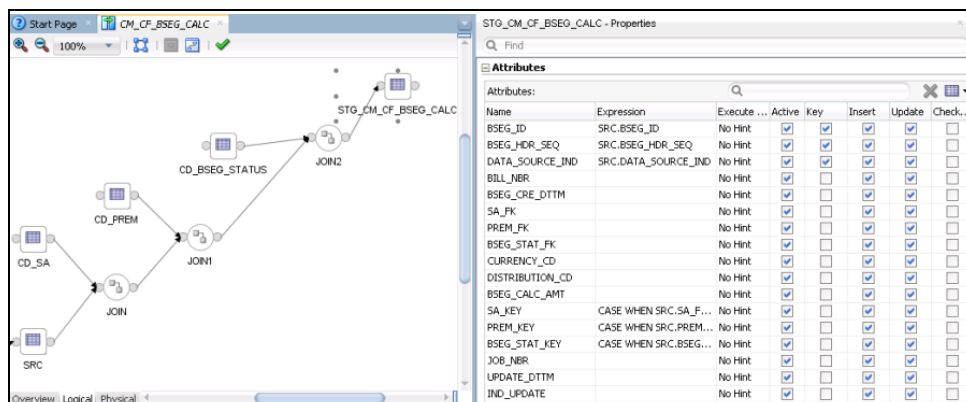 Start Page
CM_CF_BSEG_CALC
100%
STG_CM_CF_BSEG_CALC
CD_BSEG_STATUS
JOIN2
CD_PREM
JOIN1
CD_SA
JOIN
SRC
Overview Logical Physical
STG_CM_CF_BSEG_CALC - Properties
Find
Attributes
Attributes:
Name Expression Execute ... Active Key Insert Update Check...
BSEG_ID SRC.BSEG_ID No Hint
BSEG_HDR_SEQ SRC.BSEG_HDR_SEQ No Hint
DATA_SOURCE_IND SRC.DATA_SOURCE_IND No Hint
BILL_NBR No Hint
BSEG_CRE_DTTM No Hint
SA_FK No Hint
PREM_FK No Hint
BSEG_STAT_FK No Hint
CURRENCY_CD No Hint
DISTRIBUTION_CD No Hint
BSEG_CALC_AMT No Hint
SA_KEY CASE WHEN SRC.SA_F... No Hint
PREM_KEY CASE WHEN SRC.PREM... No Hint
BSEG_STAT_KEY CASE WHEN SRC.BSEG... No Hint
JOB_NBR No Hint
UPDATE_DTTM No Hint
IND_UPDATE No Hint